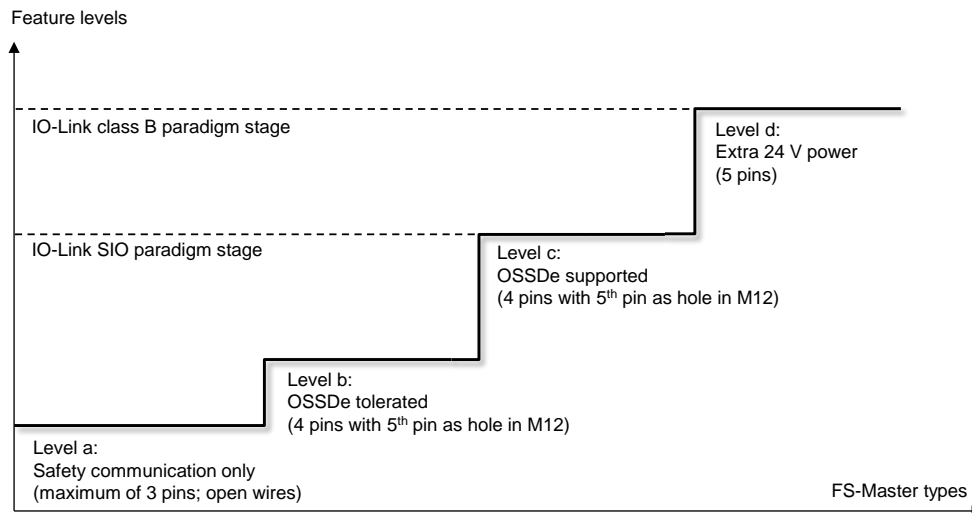 Feature levels
IO-Link class B paradigm stage
Level d:
Extra 24 V power
(5 pins)
IO-Link SIO paradigm stage
Level c:
OSSDe supported
(4 pins with 5th pin as hole in M12)
Level b:
OSSDe tolerated
(4 pins with 5th pin as hole in M12)
Level a:
Safety communication only
(maximum of 3 pins; open wires)
FS-Master types